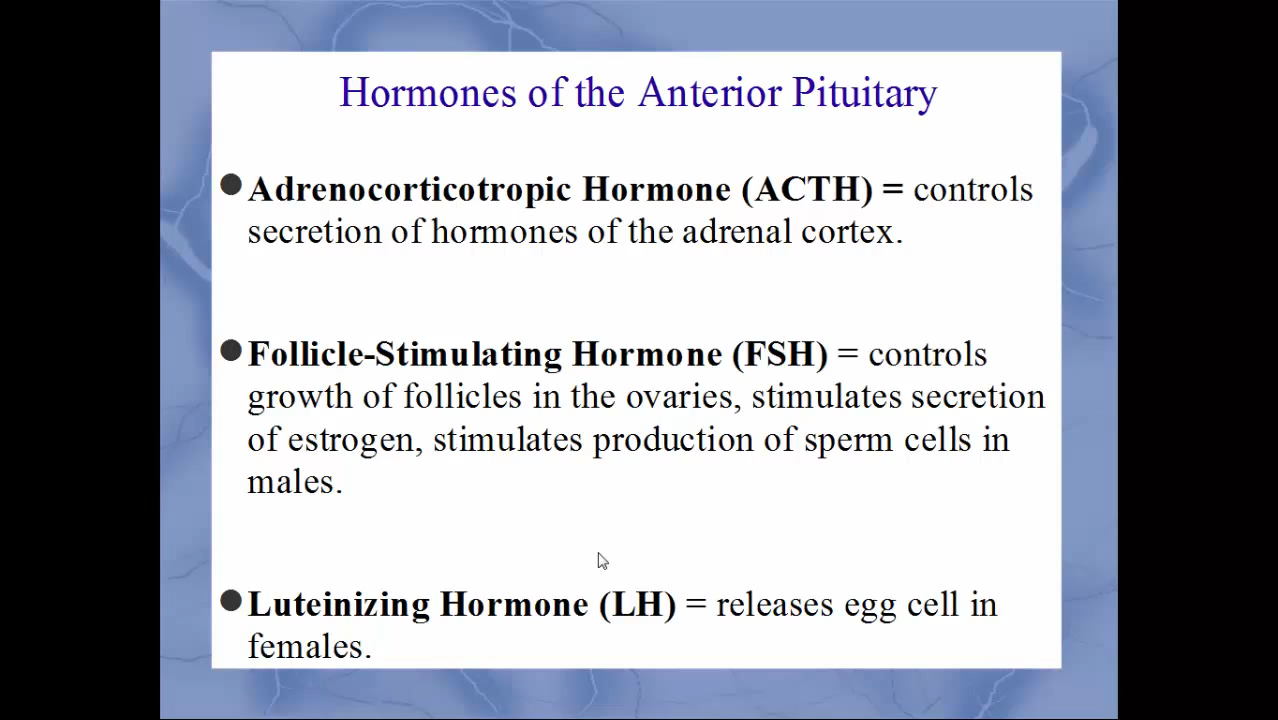 Hormones of the Anterior Pituitary
Adrenocorticotropic Hormone (ACTH) = controls
secretion of hormones of the adrenal cortex.
Follicle-Stimulating Hormone (FSH) = controls
growth of follicles in the ovaries, stimulates secretion
of estrogen, stimulates production of sperm cells in
males.
Luteinizing Hormone (LH) = releases egg cell in
females.